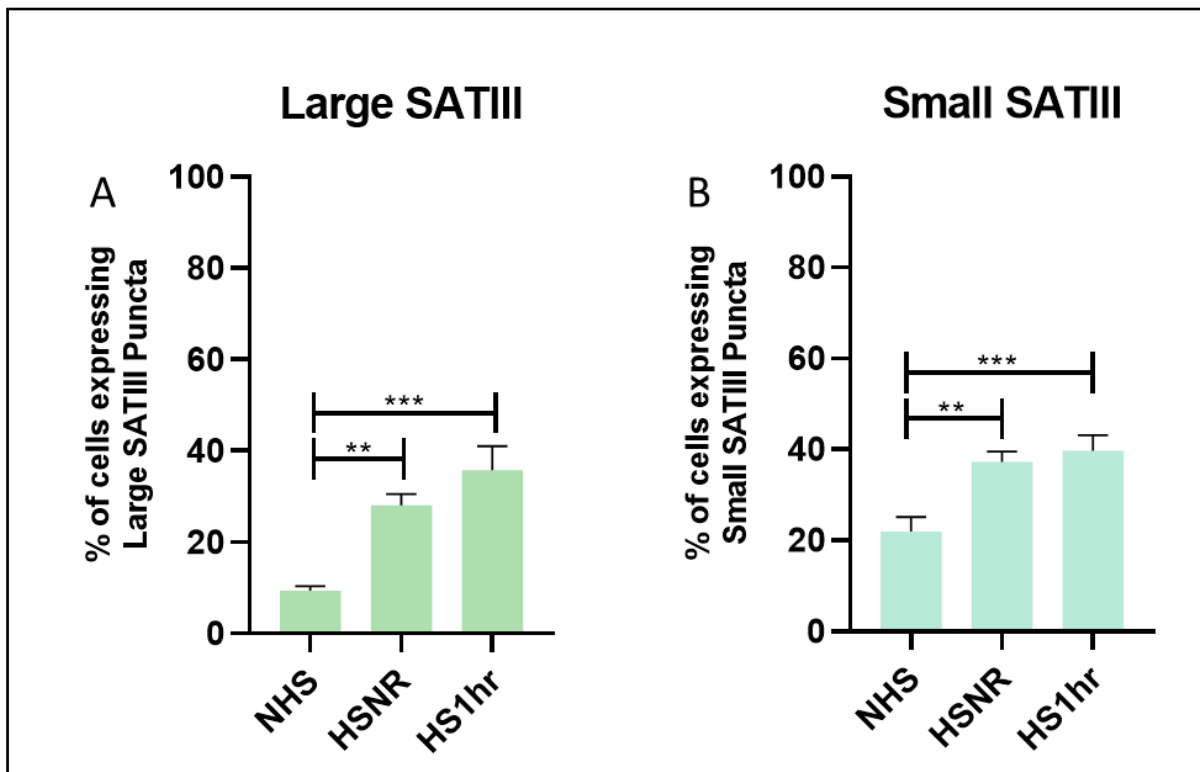 Large SATIII
A
% of cells expressing
Large SATIII Puncta
100
80
60
40
20
0
***
**
NHS
HSNR
HS1hr
Small SATIII
B
% of cells expressing
Small SATIII Puncta
100
80
60
40
20
0
***
**
NHS
HSNR
HS1hr